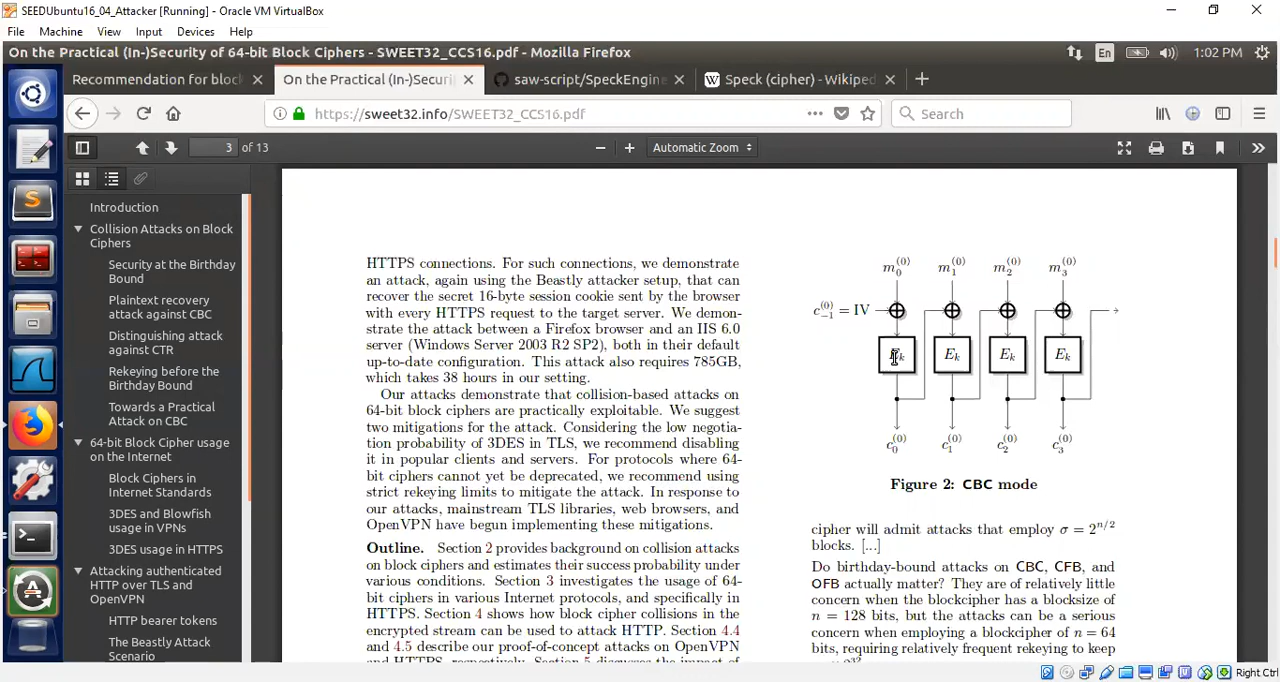 SEEDUbuntu16_04_Attacker [Running] - Oracle VM VirtualBox
File Machine View Input Devices Help
On the Practical (In-)Security of 64-bit Block Ciphers - SWEET32_CCS16.pdf - Mozilla Firefox
En
1:02 PM
Recommendation for bloc
On the Practical (In-)Securi
saw-script/SpeckEngine
Speck (cipher) - Wikiped
https://sweet32.info/SWEET32_CCS16.pdf
Search
3 of 13
Automatic Zoom
Introduction
Collision Attacks on Block
Ciphers
Security at the Birthday
Bound
Plaintext recovery
attack against CBC
Distinguishing attack
against CTR
Rekeying before the
Birthday Bound
Towards a Practical
Attack on CBC
64-bit Block Cipher usage
on the Internet
Block Ciphers in
Internet Standards
3DES and Blowfish
usage in VPNs
3DES usage in HTTPS
Attacking authenticated
HTTP over TLS and
OpenVPN
HTTP bearer tokens
The Beastly Attack
Scenario
HTTPS connections. For such connections, we demonstrate
an attack, again using the Beastly attacker setup, that can
recover the secret 16-byte session cookie sent by the browser
with every HTTPS request to the target server. We demon-
strate the attack between a Firefox browser and an IIS 6.0
server (Windows Server 2003 R2 SP2), both in their default
up-to-date configuration. This attack also requires 785GB,
which takes 38 hours in our setting.
Our attacks demonstrate that collision-based attacks on
64-bit block ciphers are practically exploitable. We suggest
two mitigations for the attack. Considering the low negotia-
tion probability of 3DES in TLS, we recommend disabling
it in popular clients and servers. For protocols where 64-
bit ciphers cannot yet be deprecated, we recommend using
strict rekeying limits to mitigate the attack. In response to
our attacks, mainstream TLS libraries, web browsers, and
OpenVPN have begun implementing these mitigations.
Outline. Section 2 provides background on collision attacks
on block ciphers and estimates their success probability under
various conditions. Section 3 investigates the usage of 64-
bit ciphers in various Internet protocols, and specifically in
HTTPS. Section 4 shows how block cipher collisions in the
encrypted stream can be used to attack HTTP. Section 4.4
and 4.5 describe our proof-of-concept attacks on OpenVPN
and HTTPS, respectively. Section 5 discusses the impact of
m₀⁽⁰⁾ m₁⁽⁰⁾ m₂⁽⁰⁾ m₃⁽⁰⁾
c₋₁⁽⁰⁾ = IV
Eₖ Eₖ Eₖ Eₖ
c₀⁽⁰⁾ c₁⁽⁰⁾ c₂⁽⁰⁾ c₃⁽⁰⁾
Figure 2: CBC mode
cipher will admit attacks that employ σ = 2^{n/2}
blocks. [...]
Do birthday-bound attacks on CBC, CFB, and
OFB actually matter? They are of relatively little
concern when the blockcipher has a blocksize of
n = 128 bits, but the attacks can be a serious
concern when employing a blockcipher of n = 64
bits, requiring relatively frequent rekeying to keep
Right Ctrl